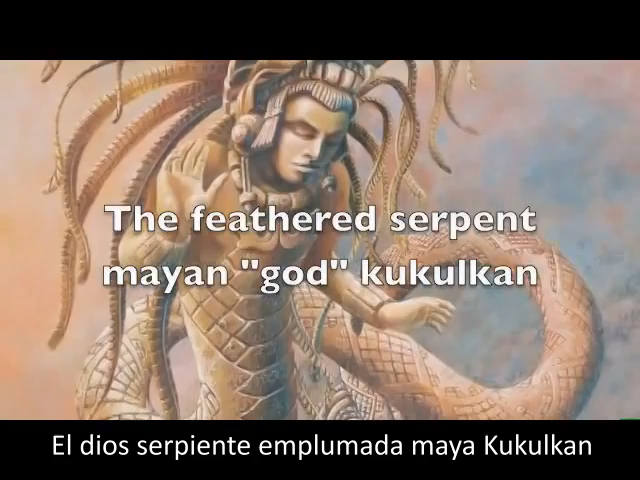 The feathered serpent
mayan "god" kukulkan
El dios serpiente emplumada maya Kukulkan